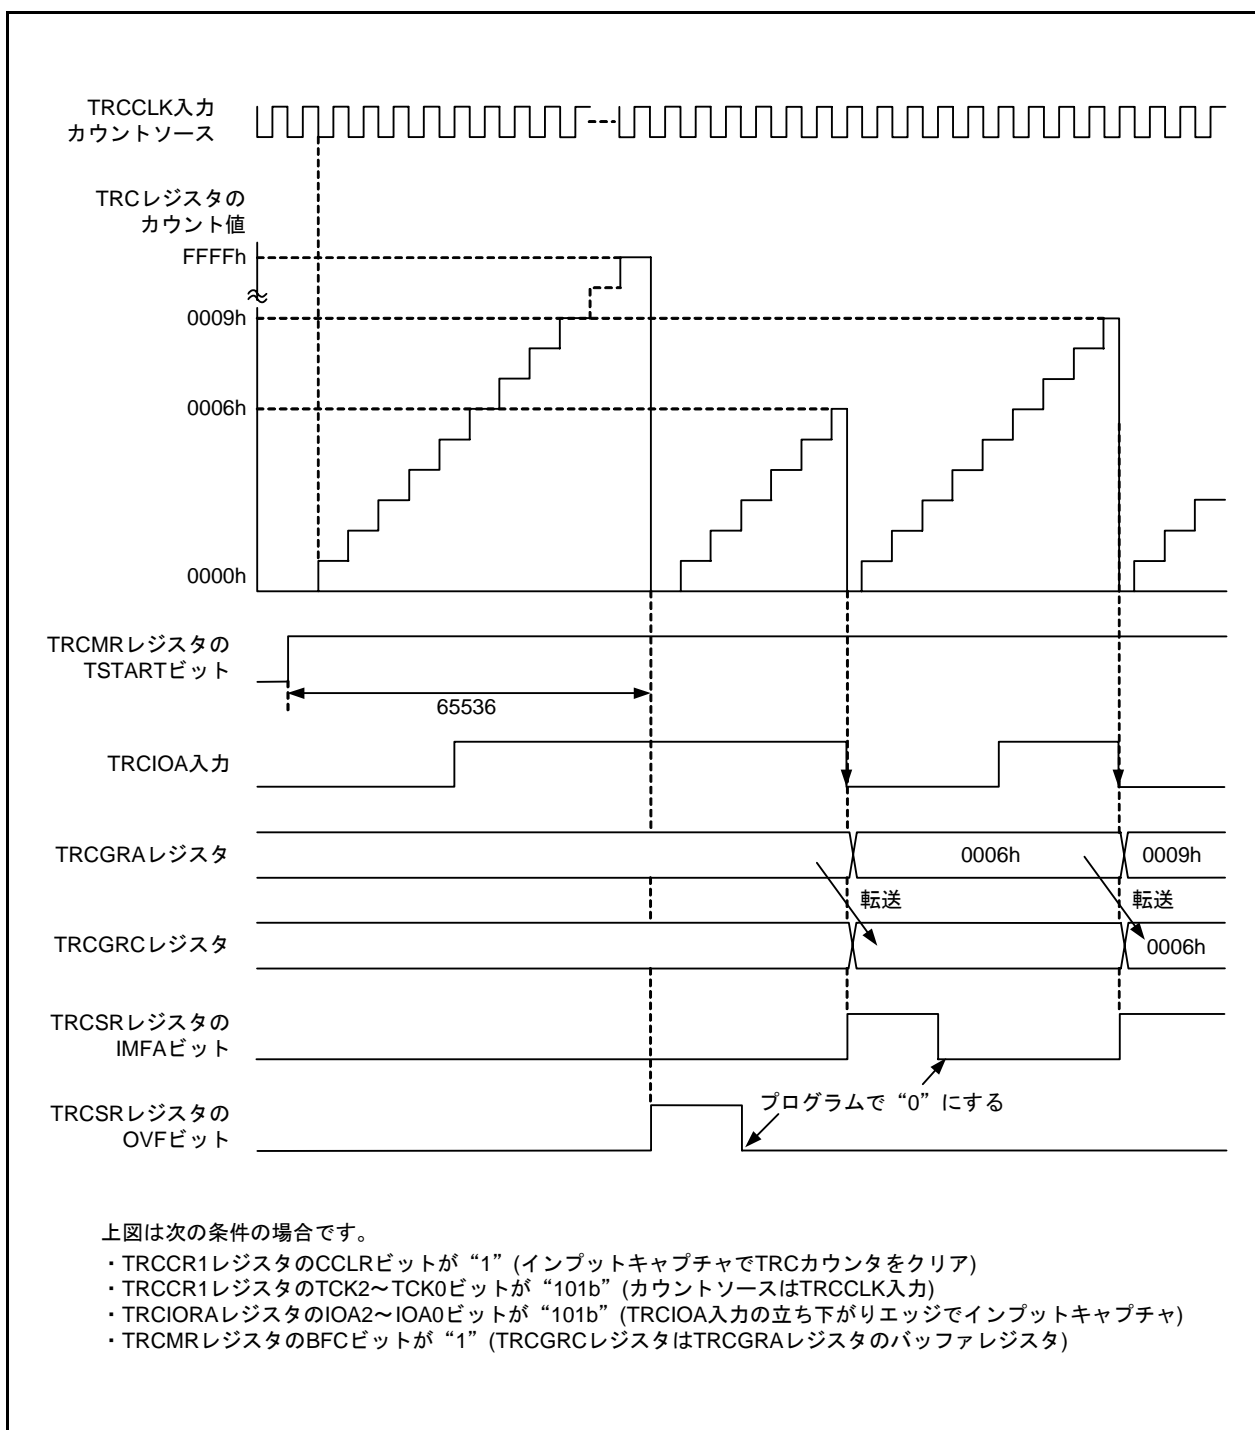 TRCCLK入力
カウントソース
TRCレジスタの
カウント値
FFFFh
0009h
0006h
0000h
TRCMRレジスタの
TSTARTビット
65536
TRCIOA入力
TRCGRAレジスタ
0006h
0009h
転送
転送
TRCGRCレジスタ
0006h
TRCSRレジスタの
IMFAビット
プログラムで“0”にする
TRCSRレジスタの
OVFビット
上図は次の条件の場合です。
・TRCCR1レジスタのCCLRビットが“1”(インプットキャプチャでTRCカウンタをクリア)
・TRCCR1レジスタのTCK2～TCK0ビットが“101b”(カウントソースはTRCCLK入力)
・TRCIORAレジスタのIOA2～IOA0ビットが“101b”(TRCIOA入力の立ち下がりエッジでインプットキャプチャ)
・TRCMRレジスタのBFCビットが“1”(TRCGRCレジスタはTRCGRAレジスタのバッファレジスタ)